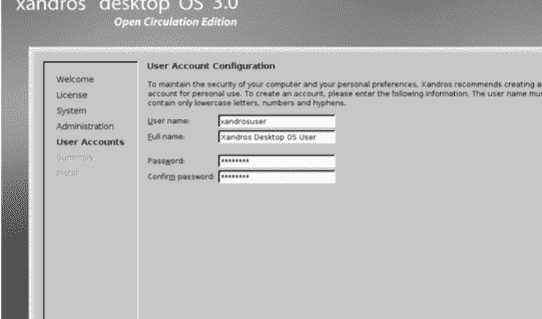 xandros desktop OS 3.0
Open Circulation Edition
User Account Configuration
Welcome
License
System
Administration
User Accounts
Summary
Install
To maintain the security of your computer and your personal preferences, Xandros recommends creating a
account for personal use. To create an account, please enter the following information. The user name mu
contain only lowercase letters, numbers and hyphens.
User name: xandrosuser
Full name: Xandros Desktop OS User
Password: ********
Confirm password: ********